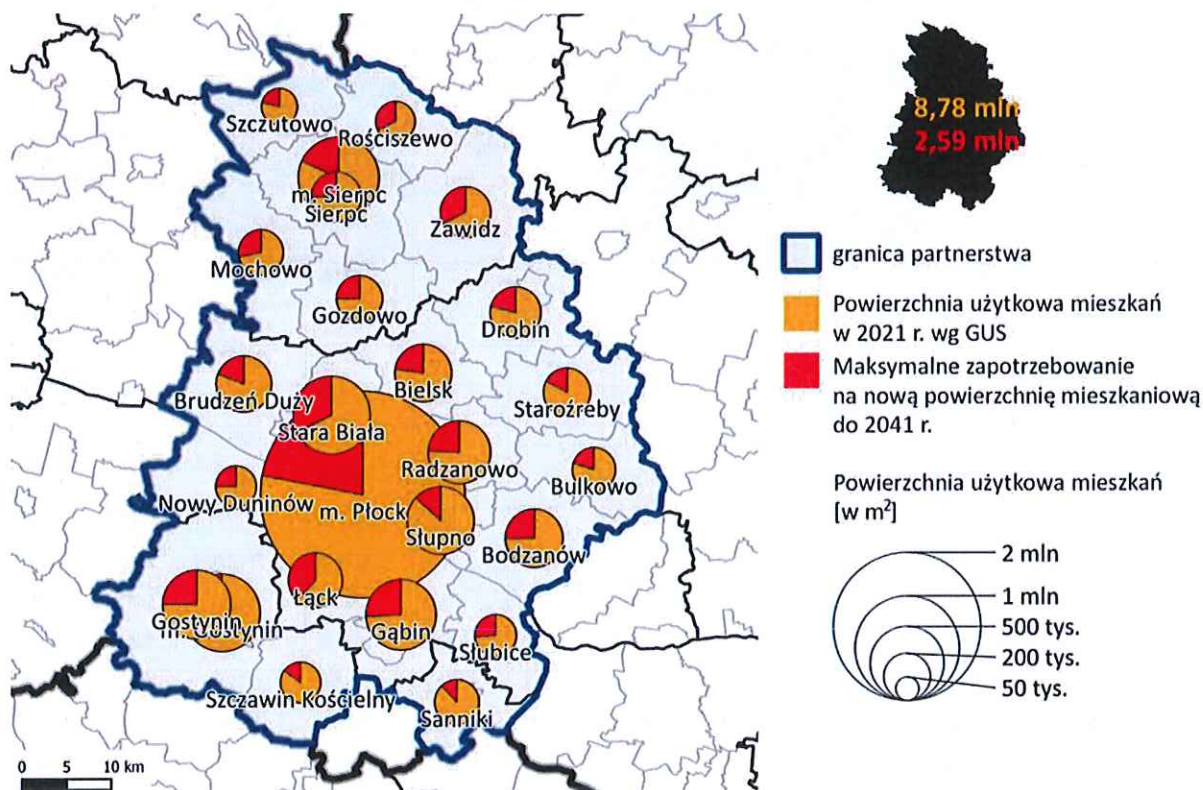 Szczutowo
Rościszewo
m. Sierpc
Sierpc
Zawidz
Mochowo
Gozdowo
Drobin
Brudzeń Duży
Bielsk
Staroźreby
Stara Biała
Radzanowo
Bulkowo
Nowy Duninów
m. Płock
Słupno
Bodzanów
Łąck
Gostynin
m. Gostynin
Gąbin
Słubice
Szczawin Kościelny
Sanniki
0 5 10 km
8,78 mln
2,59 mln
granica partnerstwa
Powierzchnia użytkowa mieszkań
w 2021 r. wg GUS
Maksymalne zapotrzebowanie
na nową powierzchnię mieszkaniową
do 2041 r.
Powierzchnia użytkowa mieszkań
[w m²]
2 mln
1 mln
500 tys.
200 tys.
50 tys.